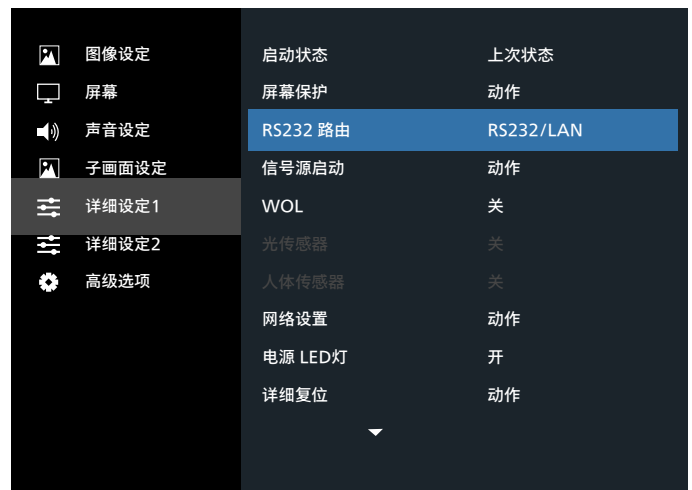 图像设定
屏幕
声音设定
子画面设定
详细设定1
详细设定2
高级选项
启动状态 上次状态
屏幕保护 动作
RS232 路由 RS232/LAN
信号源启动 动作
WOL 关
光传感器 关
人体传感器 关
网络设置 动作
电源 LED灯 开
详细复位 动作